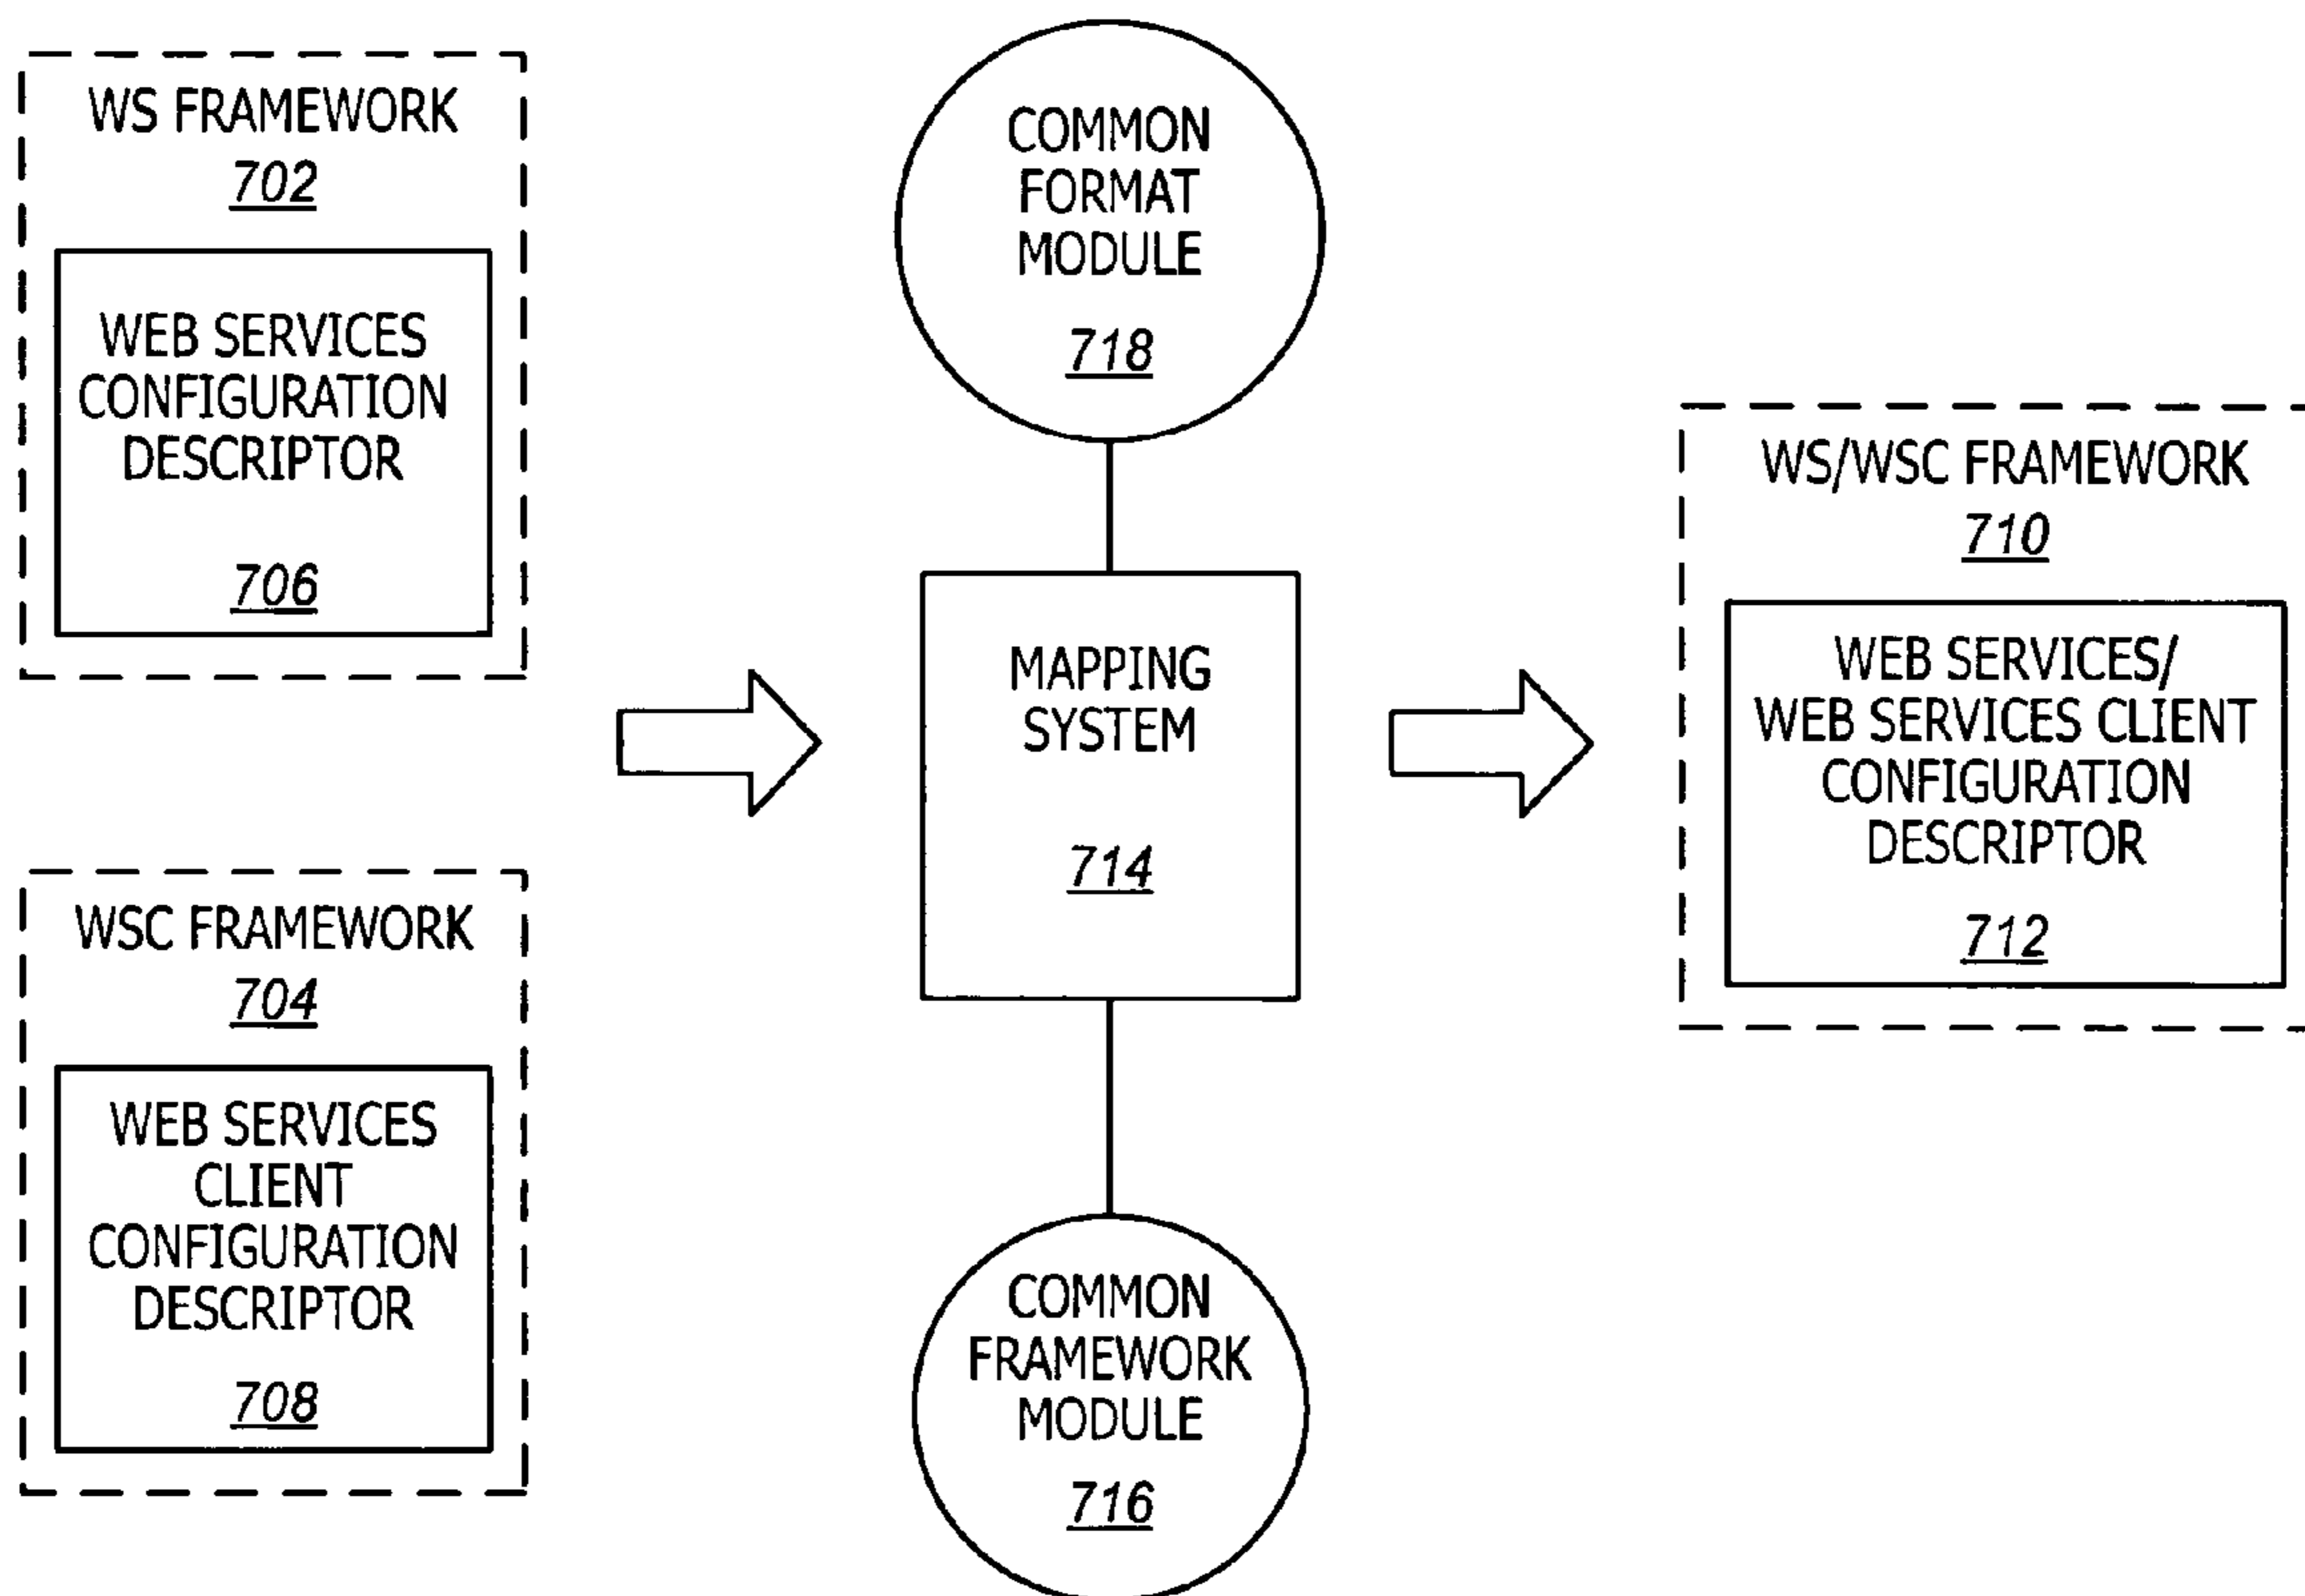 WS FRAMEWORK
702
WEB SERVICES
CONFIGURATION
DESCRIPTOR
706
WSC FRAMEWORK
704
WEB SERVICES
CLIENT
CONFIGURATION
DESCRIPTOR
708
COMMON
FORMAT
MODULE
718
MAPPING
SYSTEM
714
COMMON
FRAMEWORK
MODULE
716
WS/WSC FRAMEWORK
710
WEB SERVICES/
WEB SERVICES CLIENT
CONFIGURATION
DESCRIPTOR
712